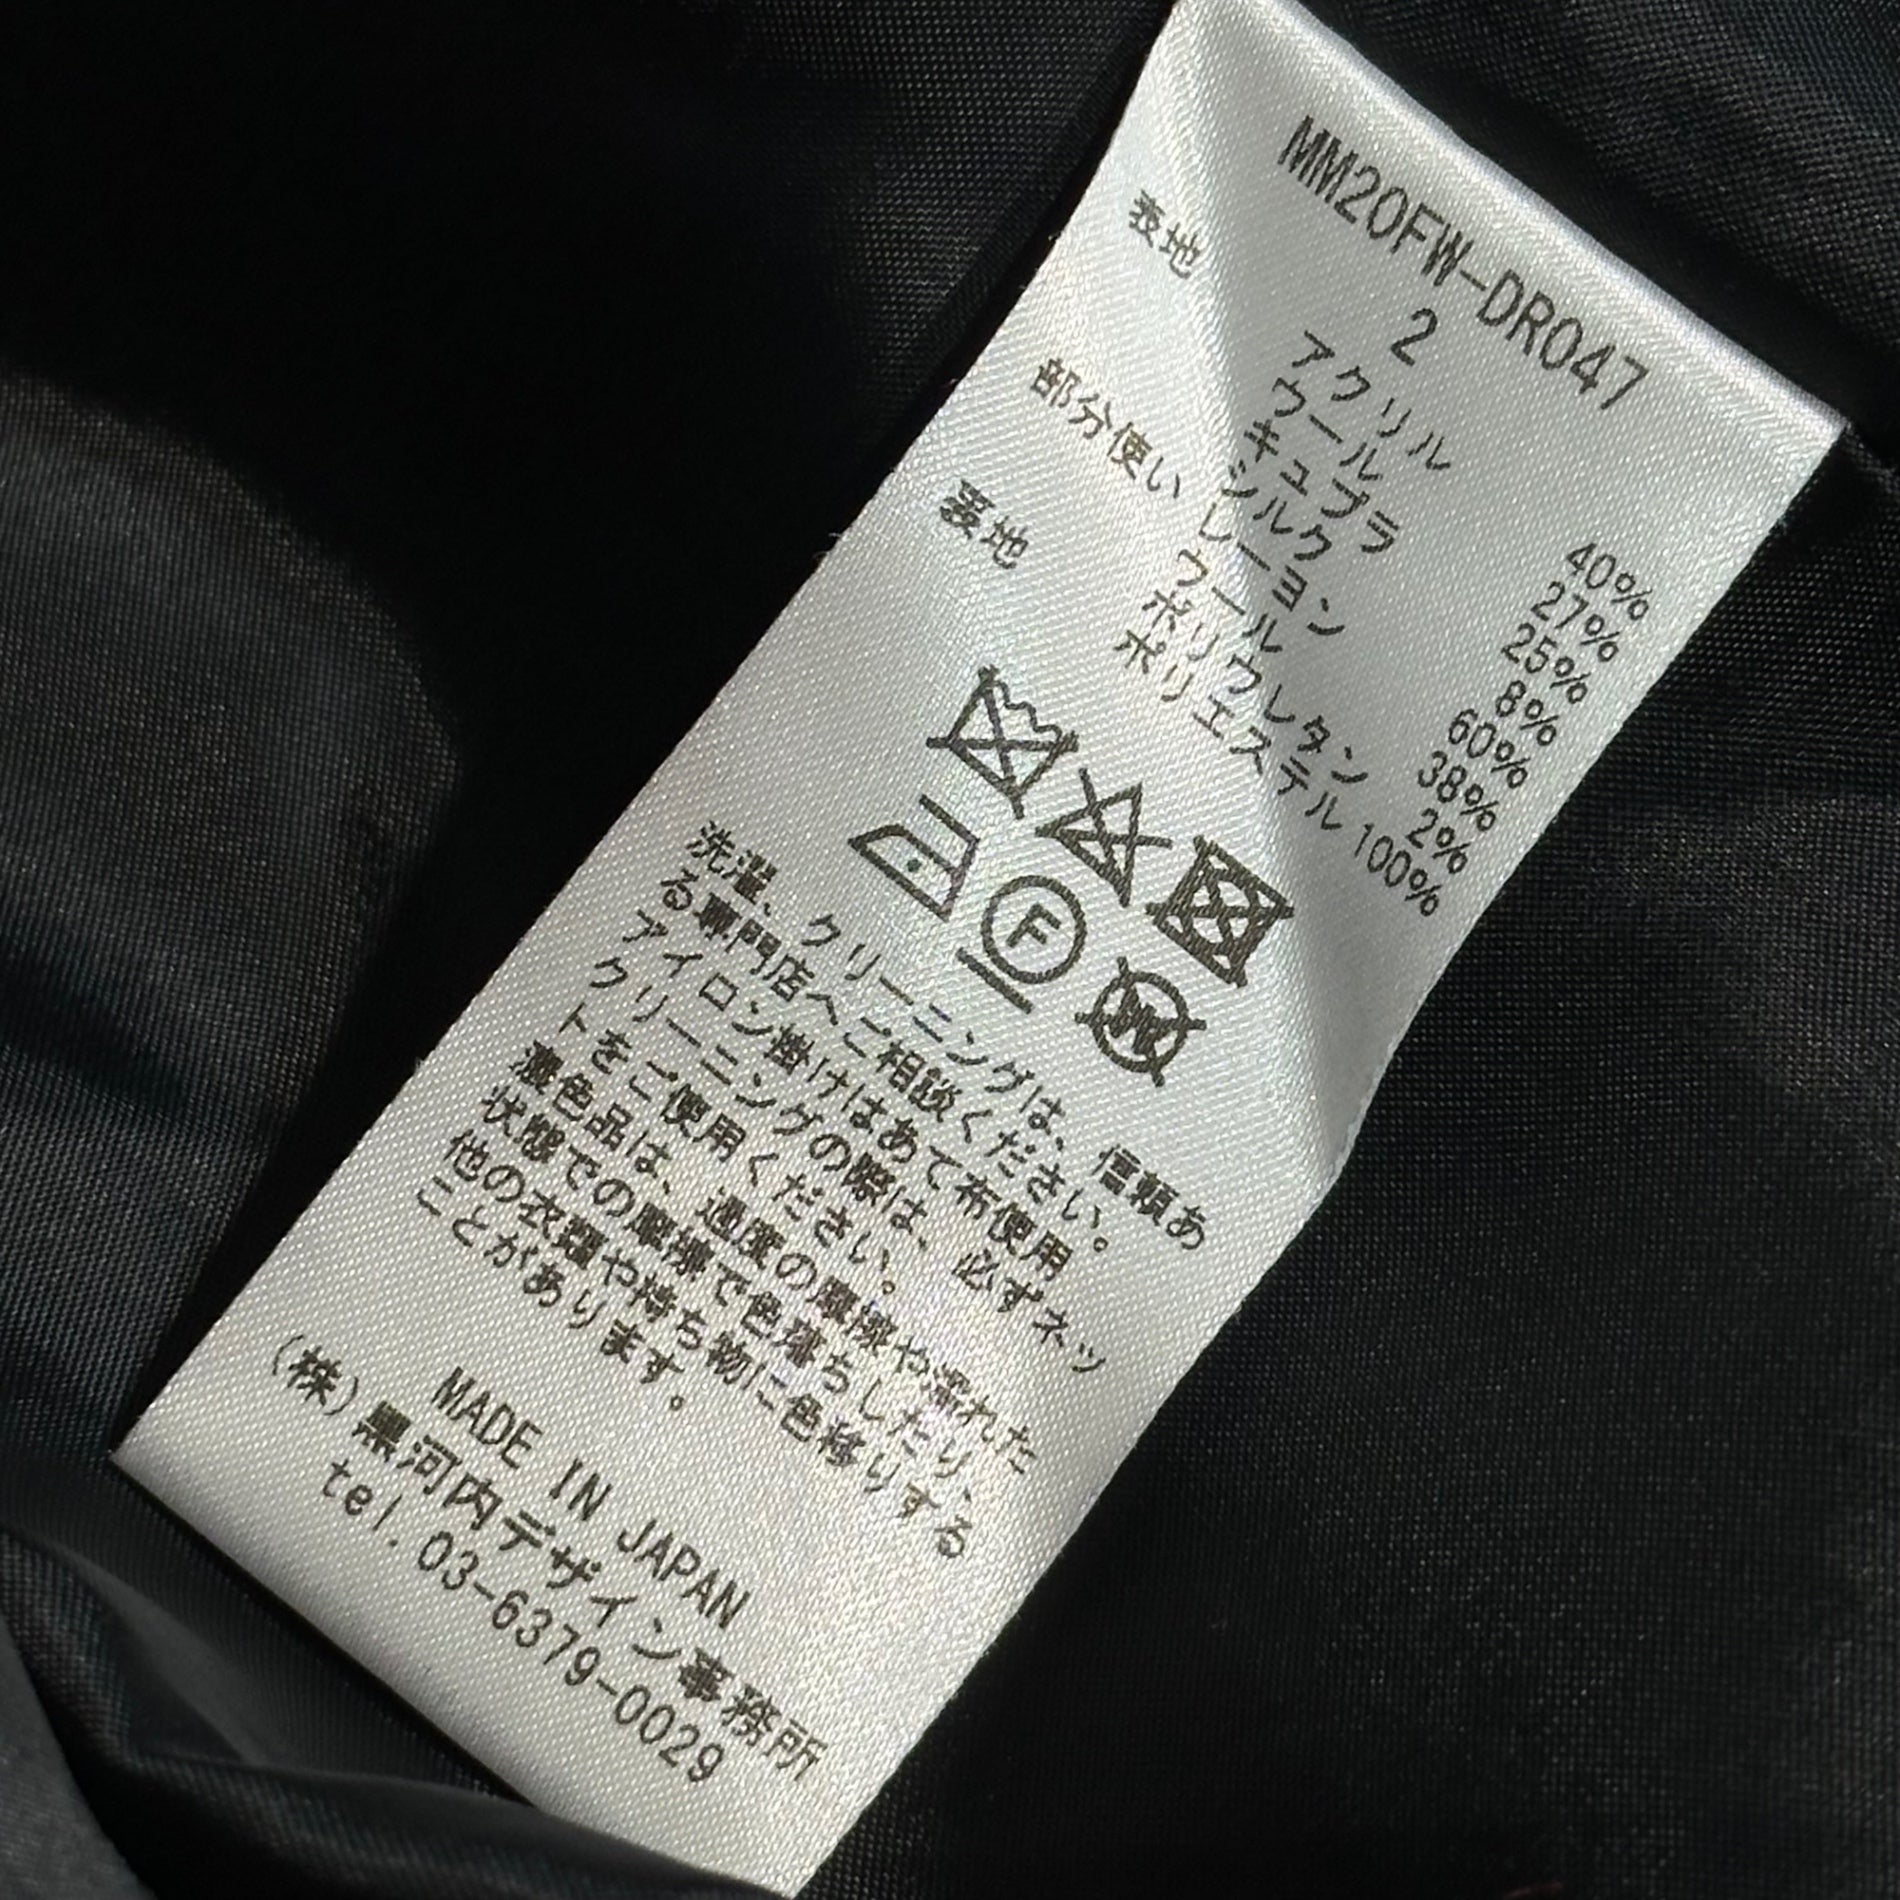 MM20FW-DR047
2
表地 アクリル 40%
ウール 27%
キュプラ 25%
シルク 8%
部分使い レーヨン 60%
ウール 38%
ポリウレタン 2%
裏地 ポリエステル 100%
F
W
洗濯、クリーニングは、信頼あ
る専門店へご相談ください。
アイロン掛けはあて布使用
クリーニングの際は、必ずネッ
トをご使用ください。
濃色品は、過度の摩擦や濡れた
状態での摩擦で色落ちしたり、
他の衣類や持ち物に色移りする
ことがあります。
MADE IN JAPAN
(株)黒河内デザイン事務所
tel.03-6379-0029